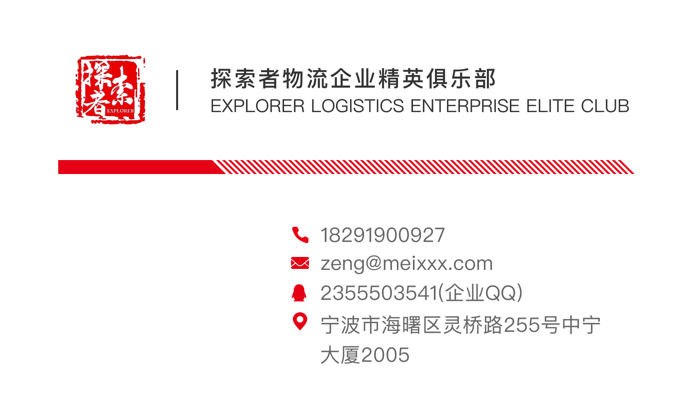 探索者
EXPLORER
探索者物流企业精英俱乐部
EXPLORER LOGISTICS ENTERPRISE ELITE CLUB
18291900927
zeng@meixxx.com
2355503541(企业QQ)
宁波市海曙区灵桥路255号中宁
大厦2005